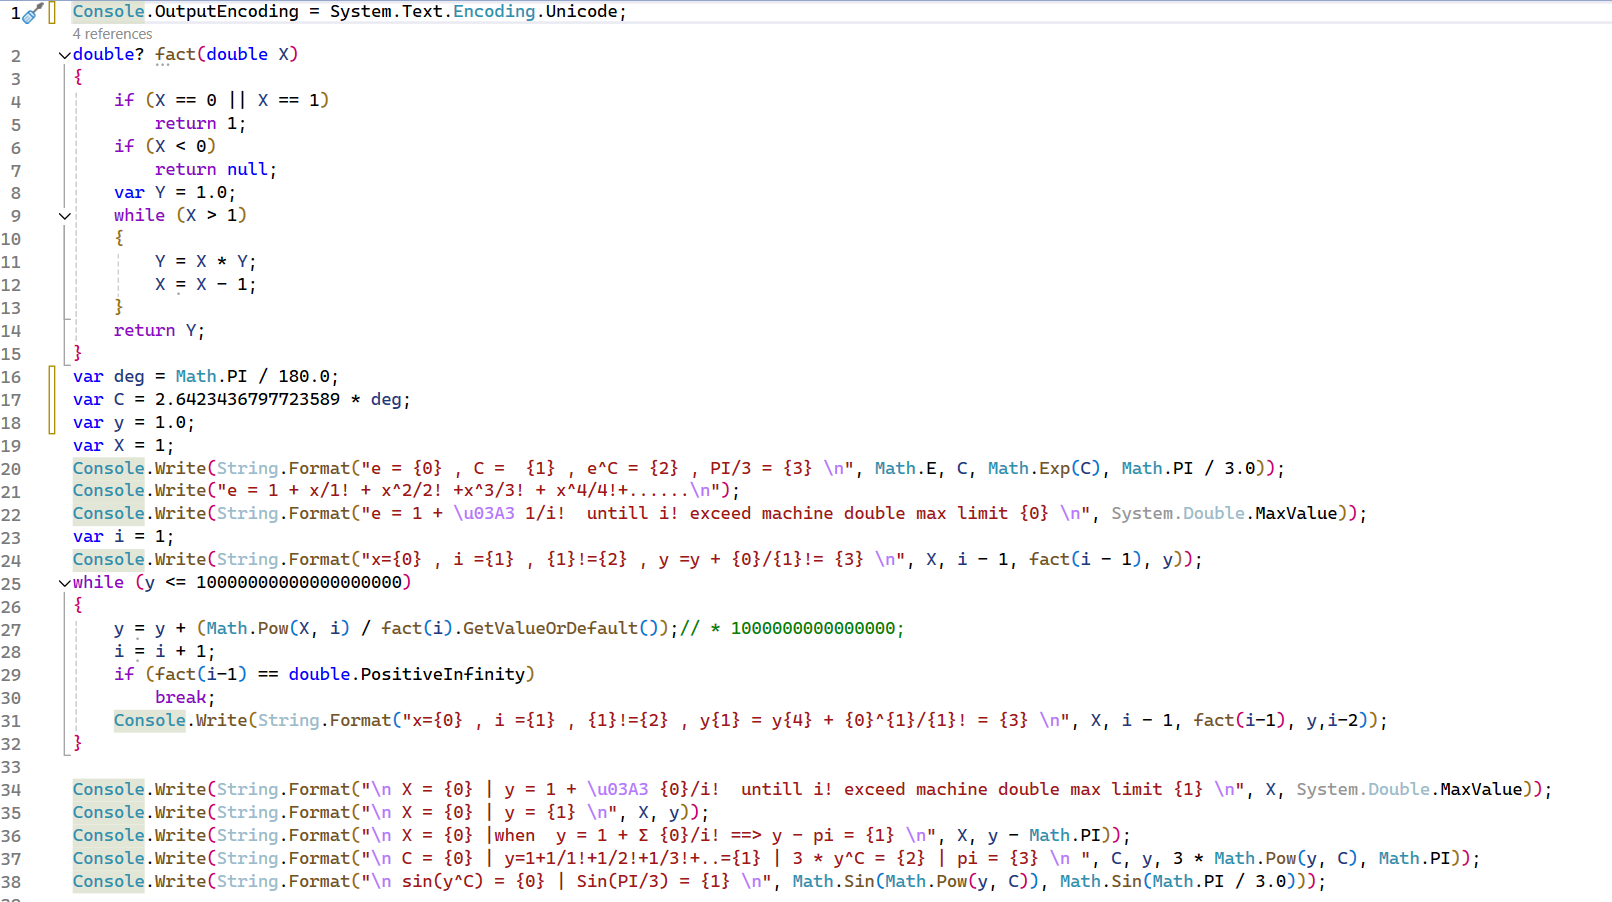 1 Console.OutputEncoding = System.Text.Encoding.Unicode;
4 references
2 double? fact(double X)
3 {
4 if (X == 0 || X == 1)
5 return 1;
6 if (X < 0)
7 return null;
8 var Y = 1.0;
9 while (X > 1)
10 {
11 Y = X * Y;
12 X = X - 1;
13 }
14 return Y;
15 }
16 var deg = Math.PI / 180.0;
17 var C = 2.6423436797723589 * deg;
18 var y = 1.0;
19 var X = 1;
20 Console.Write(String.Format("e = {0} , C =  {1} , e^C = {2} , PI/3 = {3} \n", Math.E, C, Math.Exp(C), Math.PI / 3.0));
21 Console.Write("e = 1 + x/1! + x^2/2! +x^3/3! + x^4/4!+......\n");
22 Console.Write(String.Format("e = 1 + \u03A3 1/i!  untill i! exceed machine double max limit {0} \n", System.Double.MaxValue));
23 var i = 1;
24 Console.Write(String.Format("x={0} , i ={1} , {1}!={2} , y =y + {0}/{1}!= {3} \n", X, i - 1, fact(i - 1), y));
25 while (y <= 10000000000000000000)
26 {
27 y = y + (Math.Pow(X, i) / fact(i).GetValueOrDefault());// * 1000000000000000;
28 i = i + 1;
29 if (fact(i-1) == double.PositiveInfinity)
30 break;
31 Console.Write(String.Format("x={0} , i ={1} , {1}!={2} , y{1} = y{4} + {0}^{1}/{1}! = {3} \n", X, i - 1, fact(i-1), y,i-2));
32 }
33
34 Console.Write(String.Format("\n X = {0} | y = 1 + \u03A3 {0}/i!  untill i! exceed machine double max limit {1} \n", X, System.Double.MaxValue));
35 Console.Write(String.Format("\n X = {0} | y = {1} \n", X, y));
36 Console.Write(String.Format("\n X = {0} |when  y = 1 + Σ {0}/i! ==> y - pi = {1} \n", X, y - Math.PI));
37 Console.Write(String.Format("\n C = {0} | y=1+1/1!+1/2!+1/3!+..={1} | 3 * y^C = {2} | pi = {3} \n ", C, y, 3 * Math.Pow(y, C), Math.PI));
38 Console.Write(String.Format("\n sin(y^C) = {0} | Sin(PI/3) = {1} \n", Math.Sin(Math.Pow(y, C)), Math.Sin(Math.PI / 3.0)));